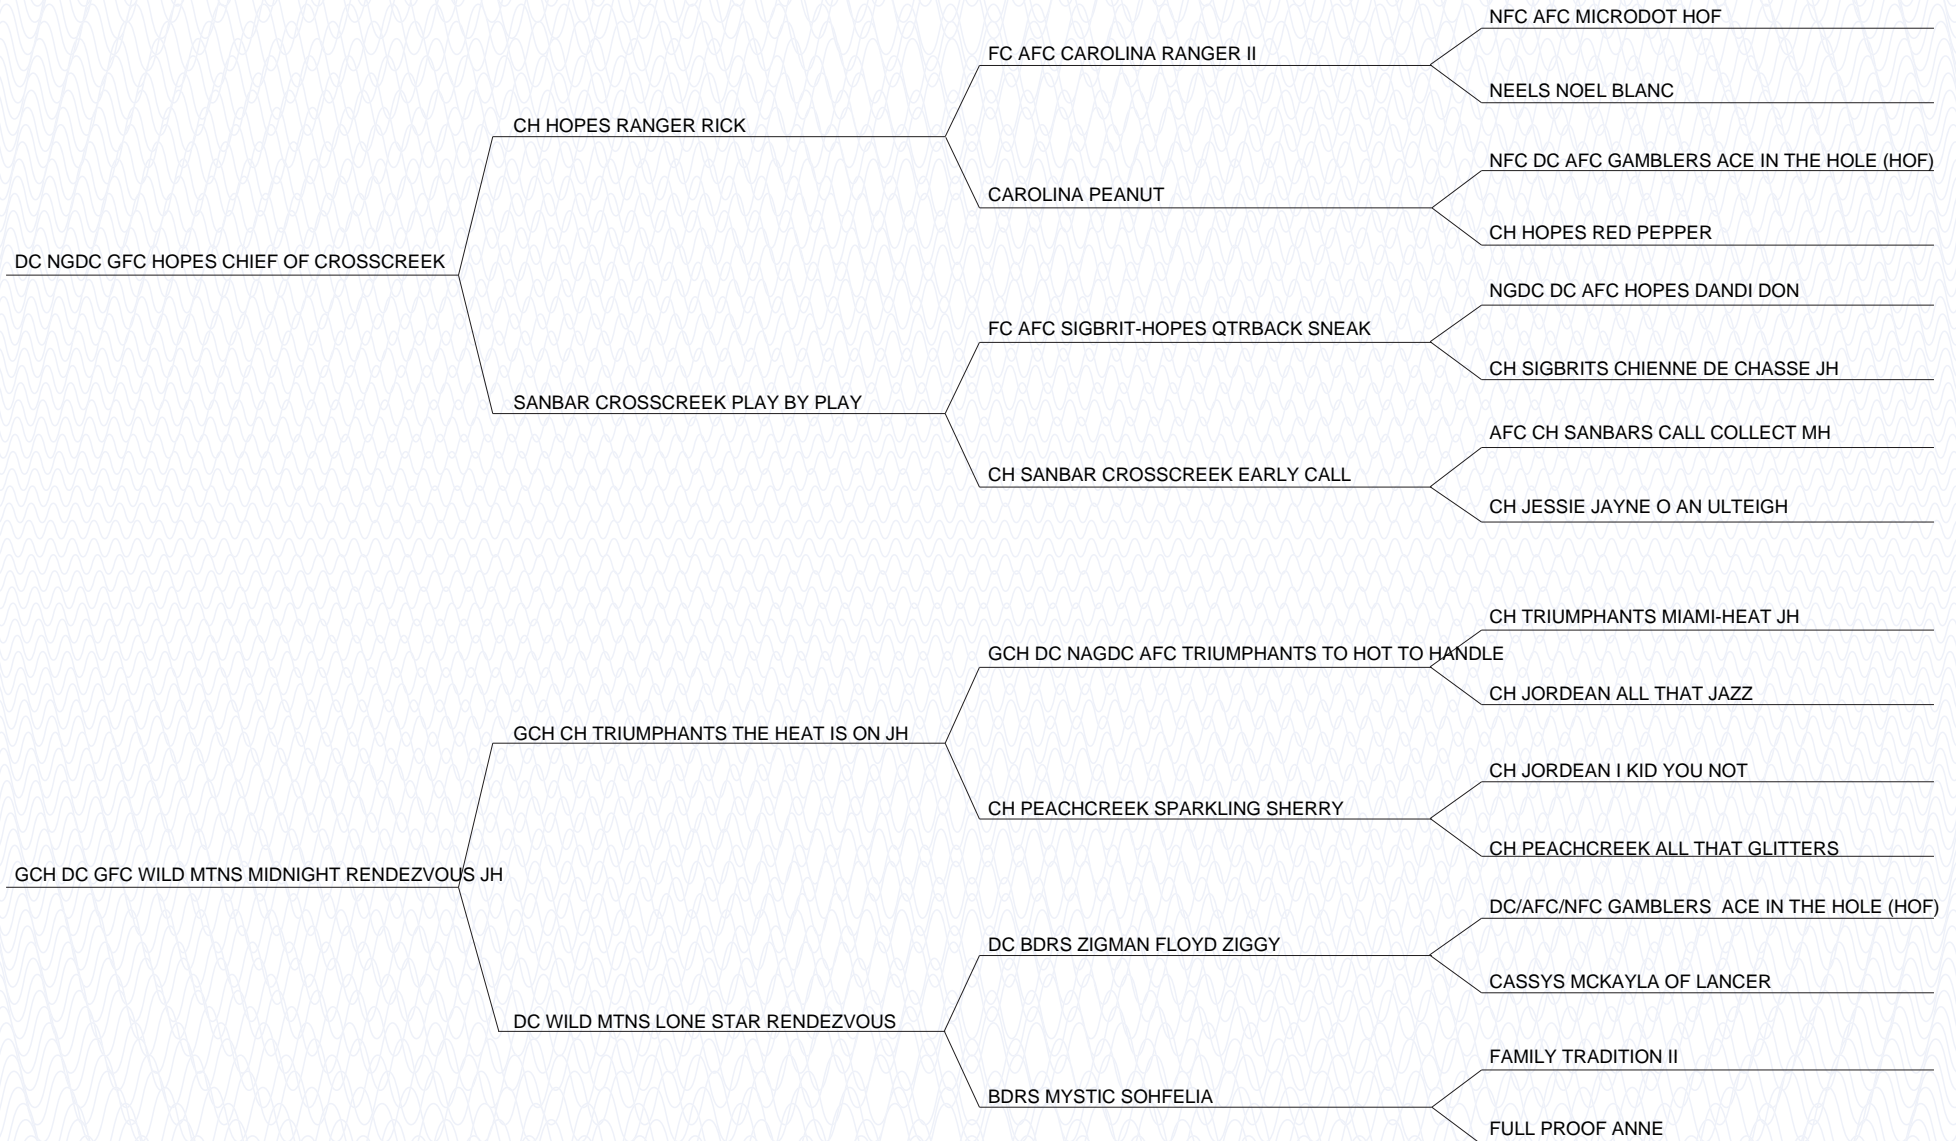 NFC AFC MICRODOT HOF
FC AFC CAROLINA RANGER II
NEELS NOEL BLANC
CH HOPES RANGER RICK
NFC DC AFC GAMBLERS ACE IN THE HOLE (HOF)
CAROLINA PEANUT
CH HOPES RED PEPPER
DC NGDC GFC HOPES CHIEF OF CROSSCREEK
NGDC DC AFC HOPES DANDI DON
FC AFC SIGBRIT-HOPES QTRBACK SNEAK
CH SIGBRITS CHIENNE DE CHASSE JH
SANBAR CROSSCREEK PLAY BY PLAY
AFC CH SANBARS CALL COLLECT MH
CH SANBAR CROSSCREEK EARLY CALL
CH JESSIE JAYNE O AN ULTEIGH
CH TRIUMPHANTS MIAMI-HEAT JH
GCH DC NAGDC AFC TRIUMPHANTS TO HOT TO HANDLE
CH JORDEAN ALL THAT JAZZ
GCH CH TRIUMPHANTS THE HEAT IS ON JH
CH JORDEAN I KID YOU NOT
CH PEACHCREEK SPARKLING SHERRY
CH PEACHCREEK ALL THAT GLITTERS
GCH DC GFC WILD MTNS MIDNIGHT RENDEZVOUS JH
DC/AFC/NFC GAMBLERS  ACE IN THE HOLE (HOF)
DC BDRS ZIGMAN FLOYD ZIGGY
CASSYS MCKAYLA OF LANCER
DC WILD MTNS LONE STAR RENDEZVOUS
FAMILY TRADITION II
BDRS MYSTIC SOHFELIA
FULL PROOF ANNE